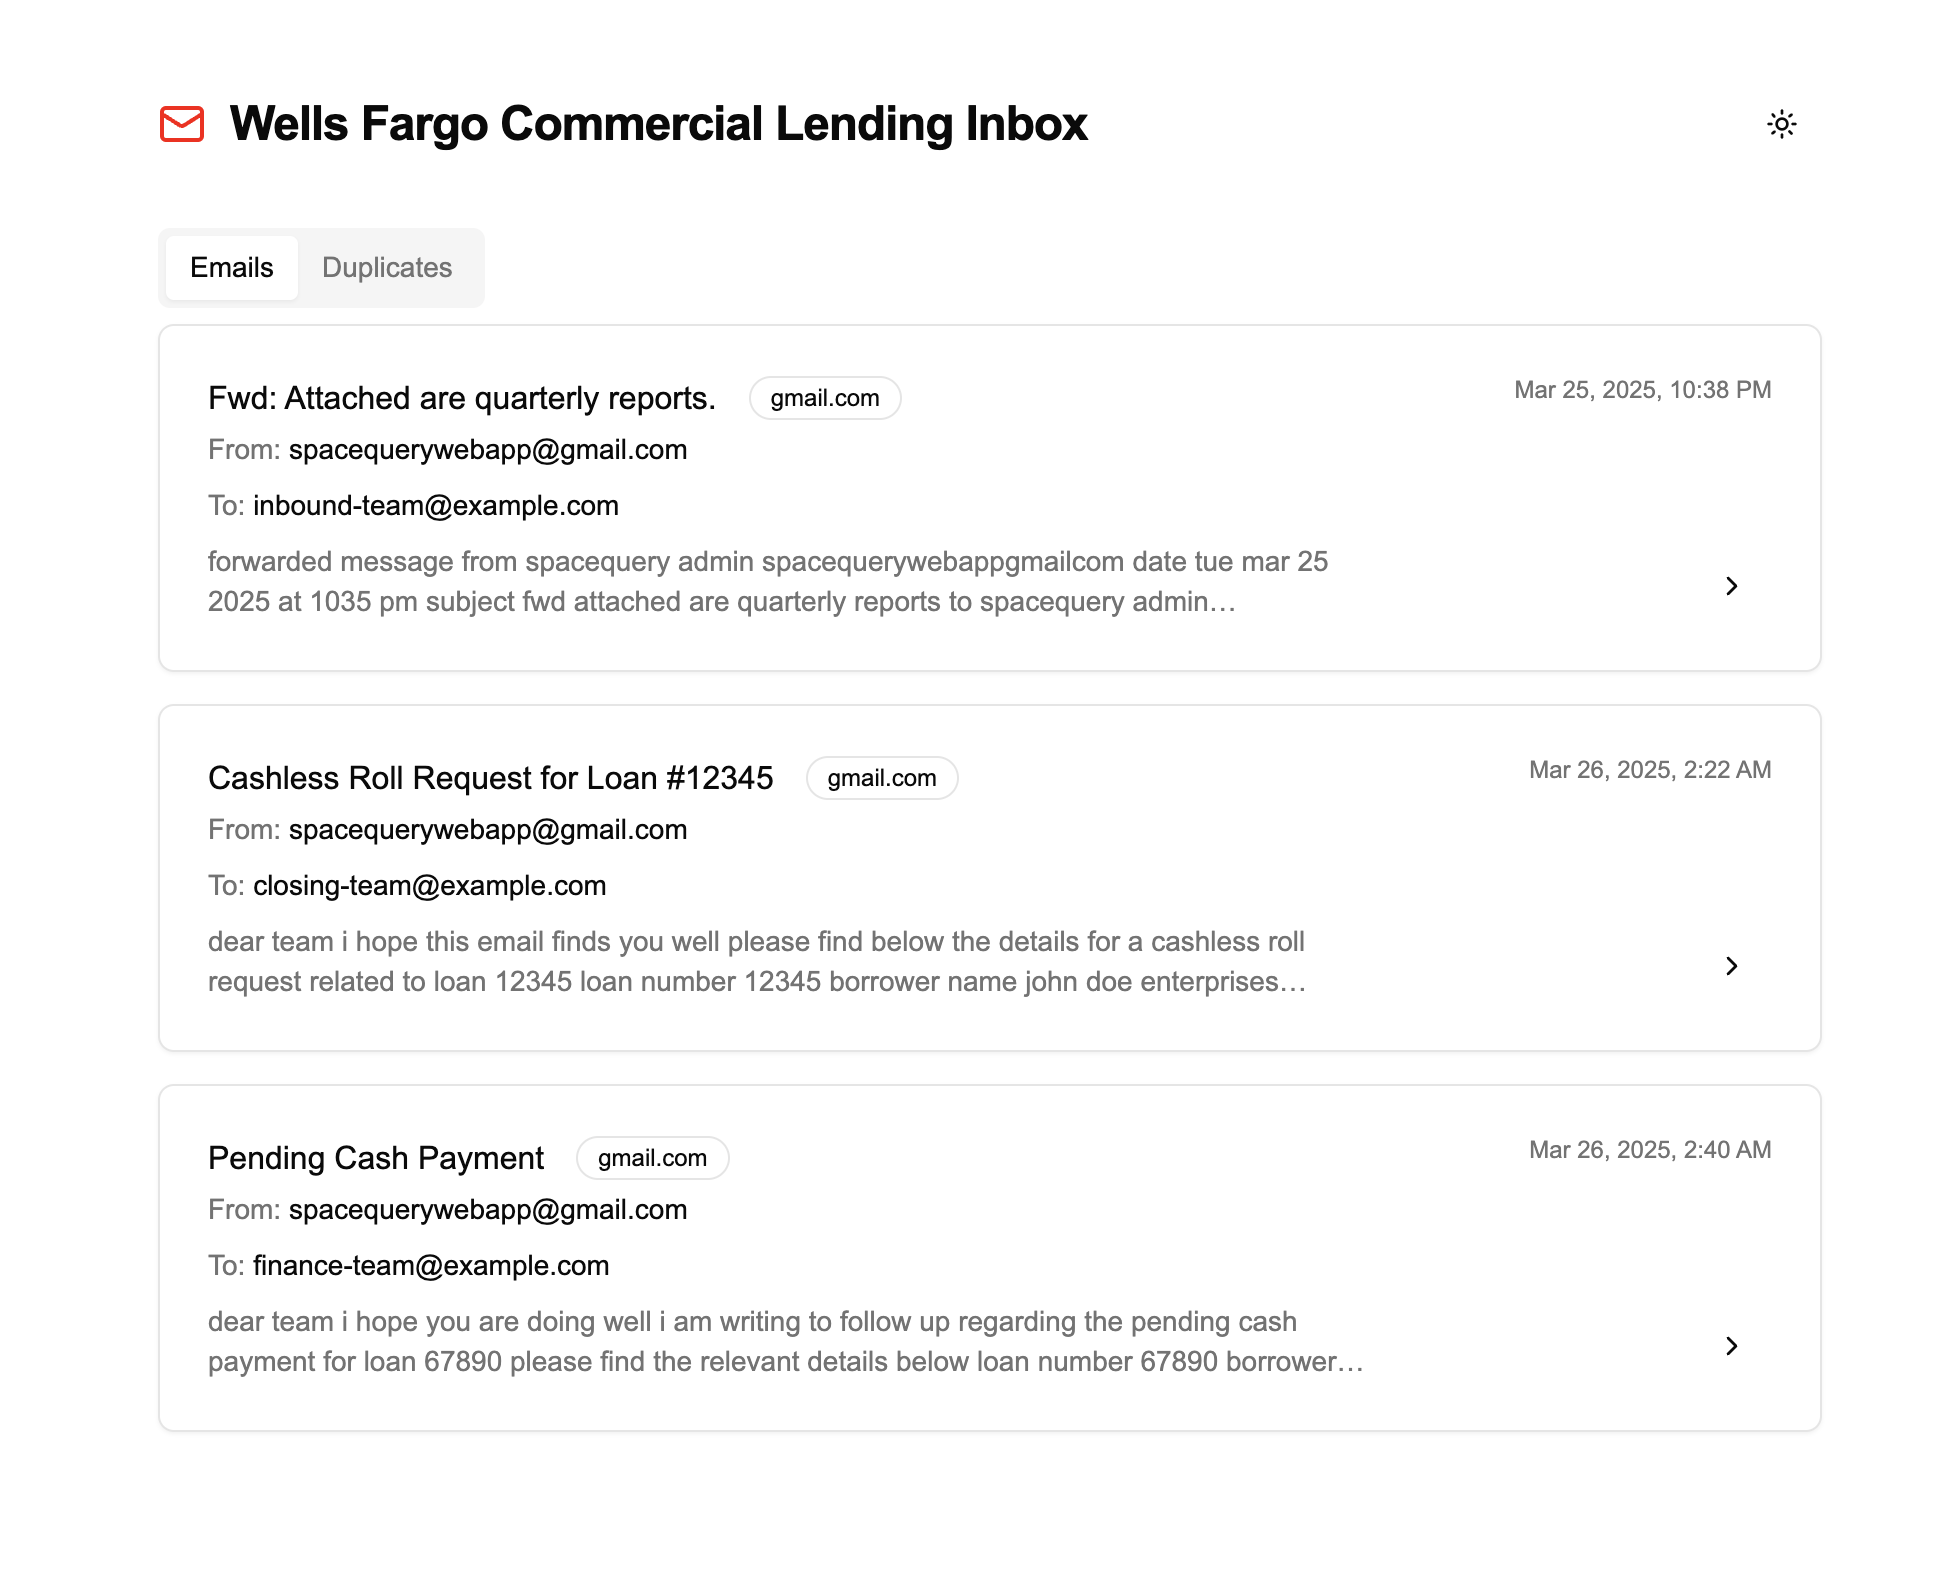 Wells Fargo Commercial Lending Inbox
Emails
Duplicates
Fwd: Attached are quarterly reports.
gmail.com
Mar 25, 2025, 10:38 PM
From: spacequerywebapp@gmail.com
To: inbound-team@example.com
forwarded message from spacequery admin spacequerywebappgmailcom date tue mar 25
2025 at 1035 pm subject fwd attached are quarterly reports to spacequery admin…
Cashless Roll Request for Loan #12345
gmail.com
Mar 26, 2025, 2:22 AM
From: spacequerywebapp@gmail.com
To: closing-team@example.com
dear team i hope this email finds you well please find below the details for a cashless roll
request related to loan 12345 loan number 12345 borrower name john doe enterprises…
Pending Cash Payment
gmail.com
Mar 26, 2025, 2:40 AM
From: spacequerywebapp@gmail.com
To: finance-team@example.com
dear team i hope you are doing well i am writing to follow up regarding the pending cash
payment for loan 67890 please find the relevant details below loan number 67890 borrower…